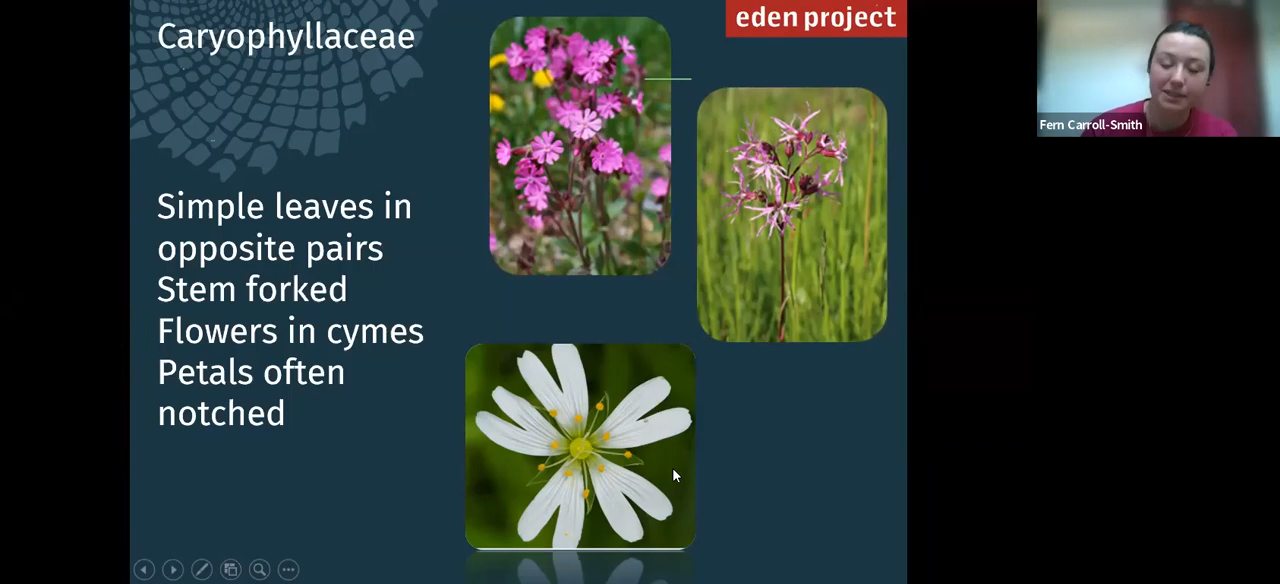 Caryophyllaceae
eden project
Fern Carroll-Smith
Simple leaves in
opposite pairs
Stem forked
Flowers in cymes
Petals often
notched